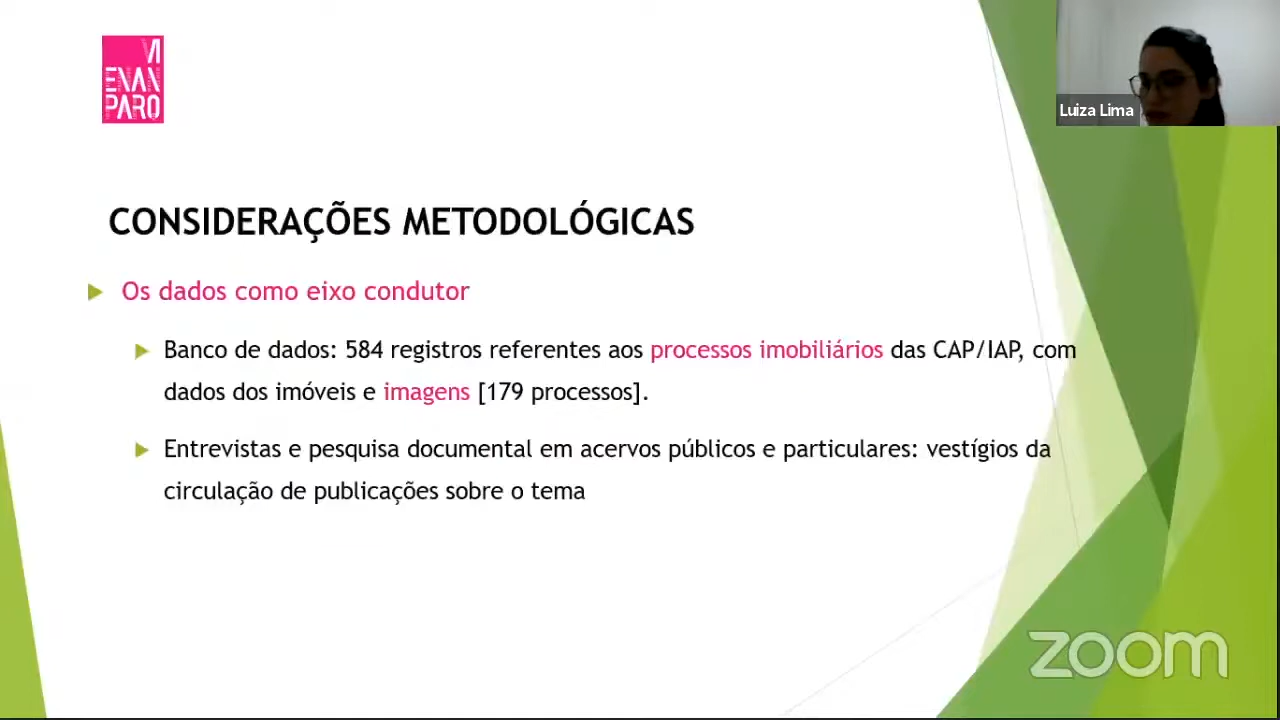 VI
ENAN
PARQ
Luiza Lima
CONSIDERAÇÕES METODOLÓGICAS
Os dados como eixo condutor
Banco de dados: 584 registros referentes aos processos imobiliários das CAP/IAP, com
dados dos imóveis e imagens [179 processos].
Entrevistas e pesquisa documental em acervos públicos e particulares: vestígios da
circulação de publicações sobre o tema
zoom